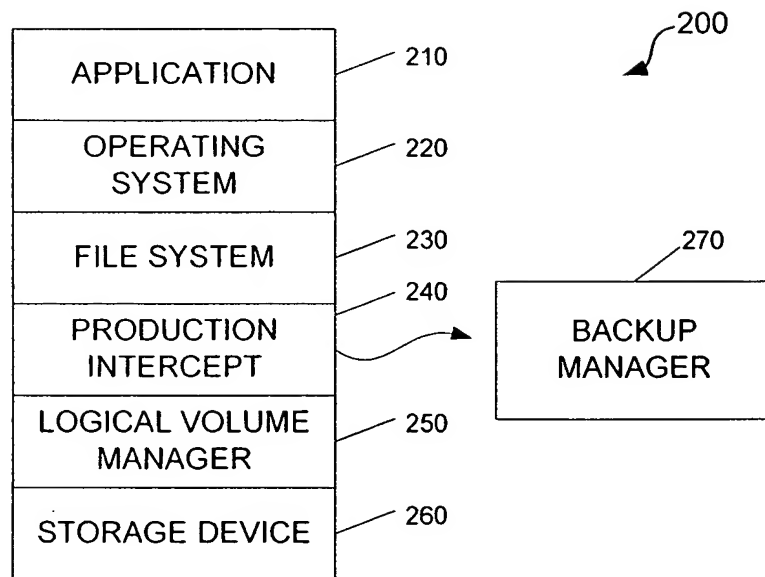 200
APPLICATION
210
OPERATING
SYSTEM
220
FILE SYSTEM
230
240
PRODUCTION
INTERCEPT
270
BACKUP
MANAGER
LOGICAL VOLUME
MANAGER
250
STORAGE DEVICE
260